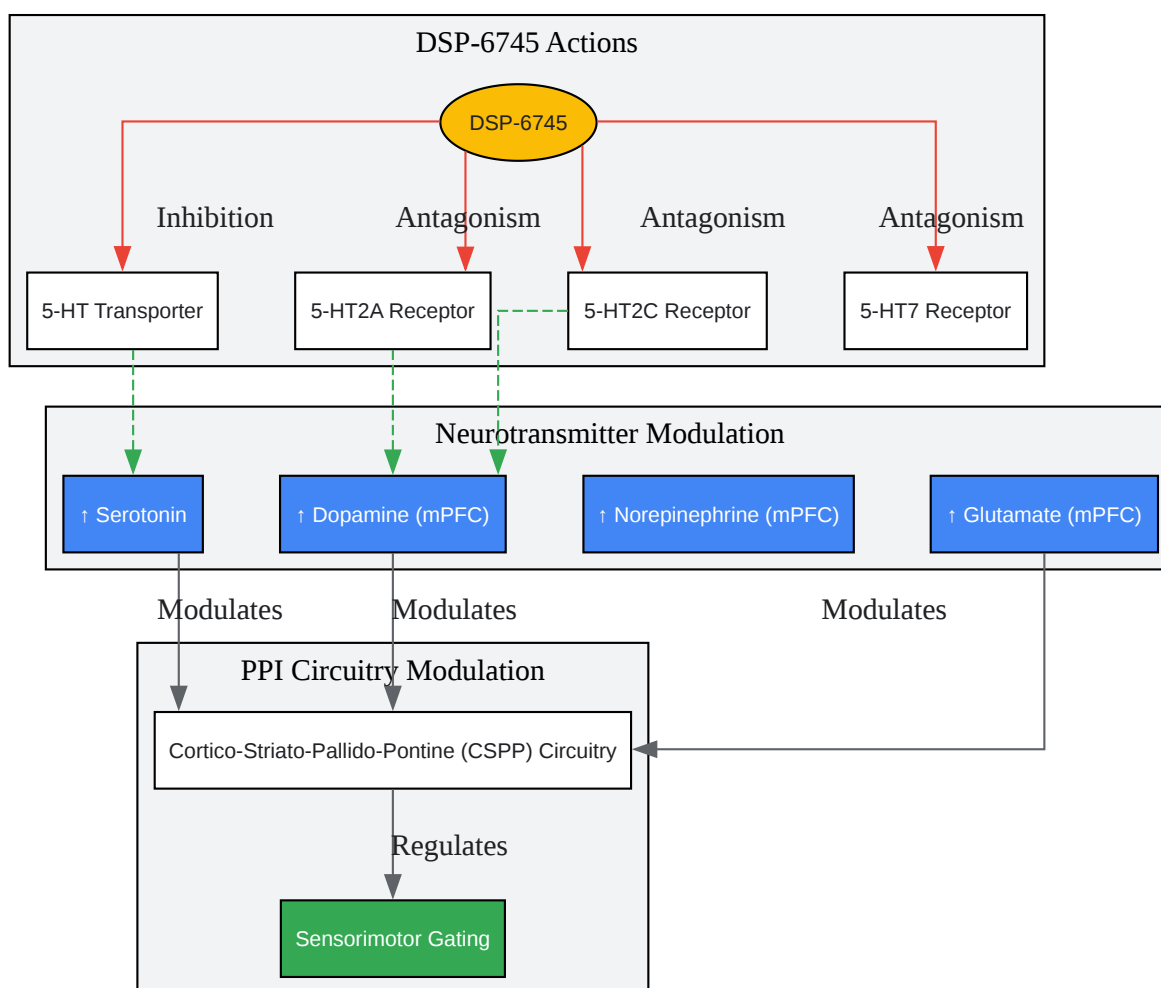 DSP-6745 Actions
DSP-6745
Inhibition
Antagonism
Antagonism
Antagonism
5-HT Transporter
5-HT2A Receptor
5-HT2C Receptor
5-HT7 Receptor
Neurotransmitter Modulation
↑ Serotonin
↑ Dopamine (mPFC)
↑ Norepinephrine (mPFC)
↑ Glutamate (mPFC)
Modulates
Modulates
Modulates
PPI Circuitry Modulation
Cortico-Striato-Pallido-Pontine (CSPP) Circuitry
Regulates
Sensorimotor Gating